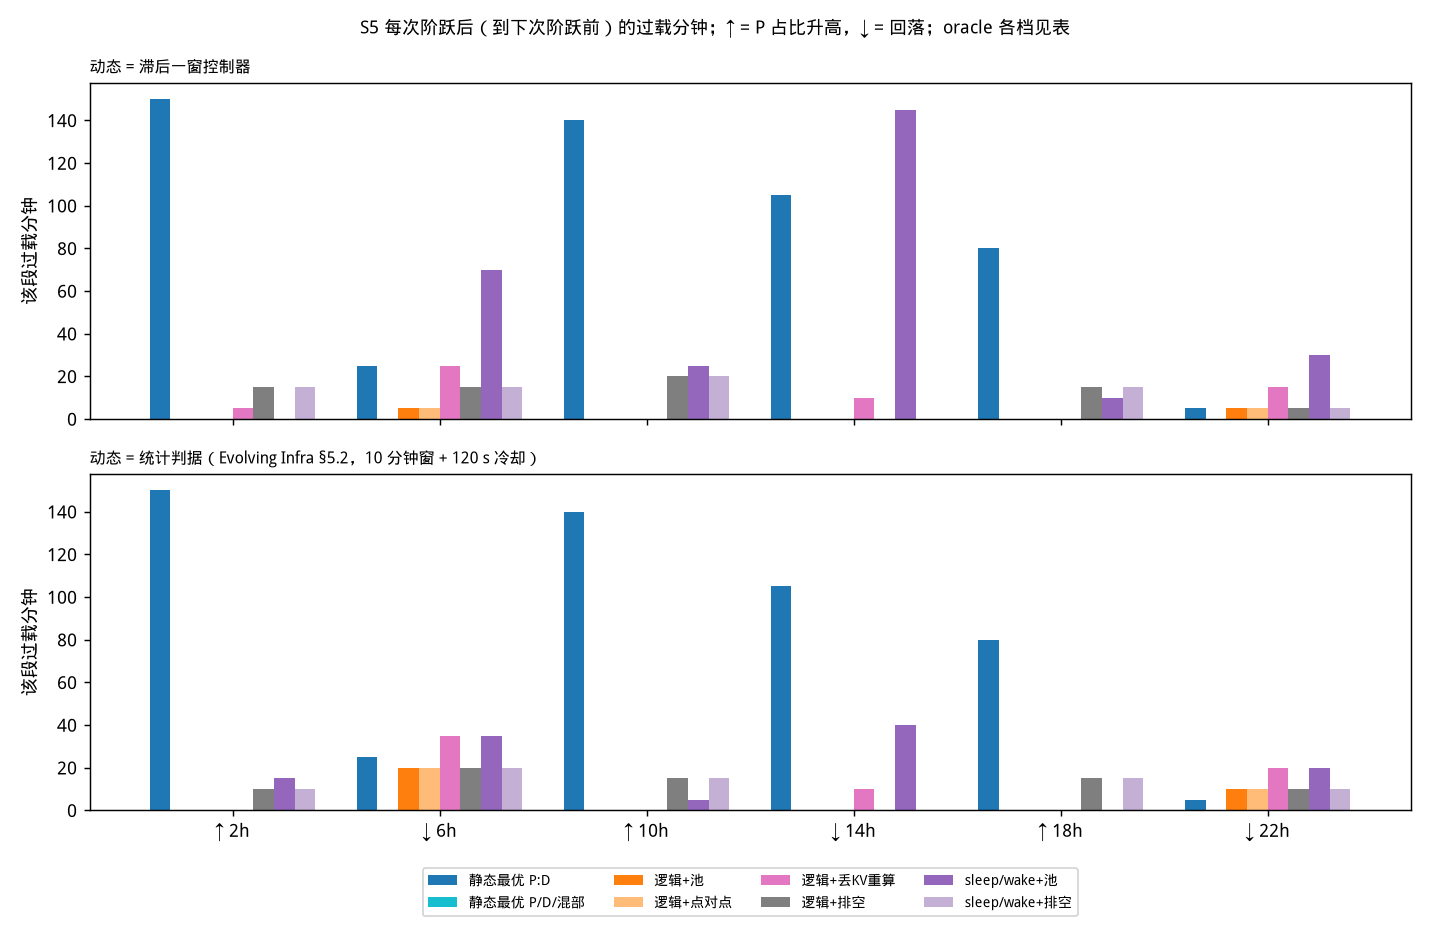 S5 每次阶跃后（到下次阶跃前）的过载分钟；↑ = P 占比升高，↓ = 回落；oracle 各档见表
动态 = 滞后一窗控制器
该段过载分钟
140
120
100
80
60
40
20
0
动态 = 统计判据（Evolving Infra §5.2，10 分钟窗 + 120 s 冷却）
该段过载分钟
140
120
100
80
60
40
20
0
↑ 2h ↓ 6h ↑ 10h ↓ 14h ↑ 18h ↓ 22h
静态最优 P:D 逻辑+池 逻辑+丢KV重算 sleep/wake+池
静态最优 P/D/混部 逻辑+点对点 逻辑+排空 sleep/wake+排空